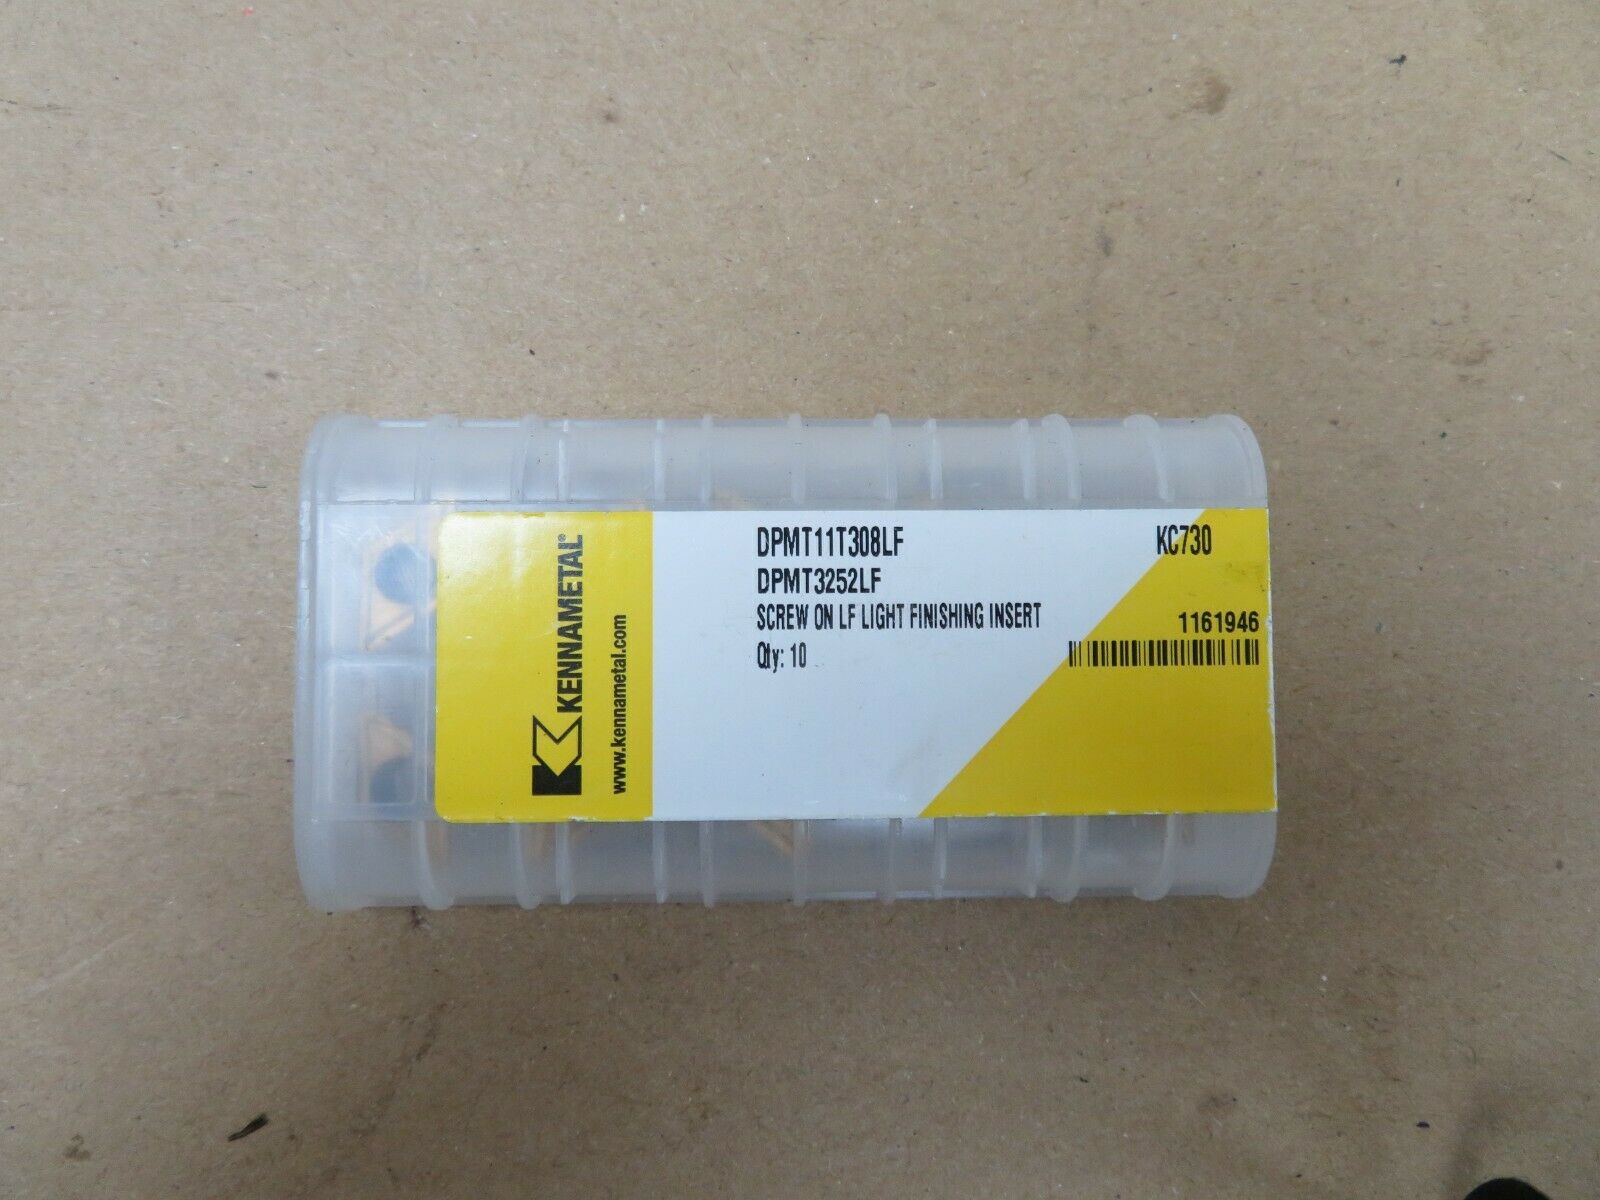 KENNAMETAL®
www.kennametal.com
DPMT11T308LF KC730
DPMT3252LF
SCREW ON LF LIGHT FINISHING INSERT
1161946
Qty: 10